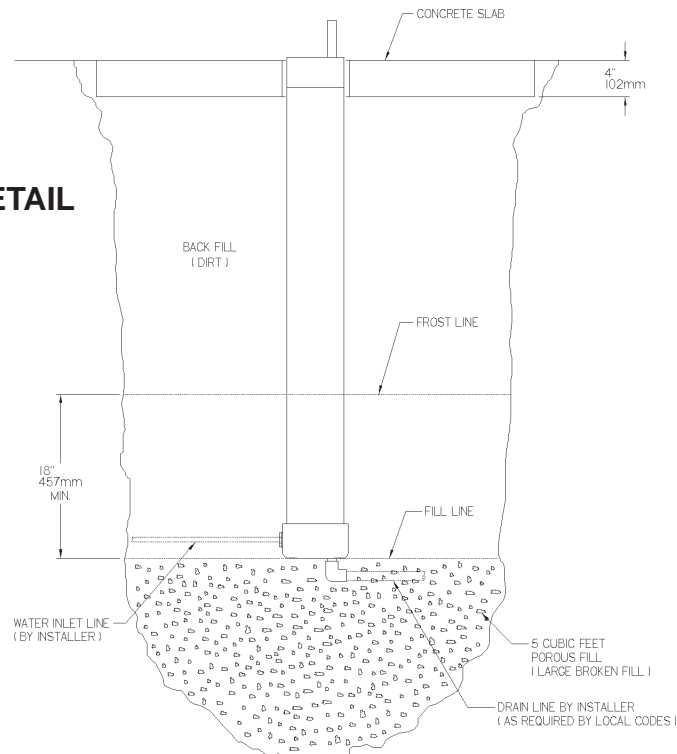 CONCRETE SLAB
4"
102mm
ETAIL
BACK FILL
( DIRT )
FROST LINE
18"
457mm
MIN.
FILL LINE
WATER INLET LINE
( BY INSTALLER )
5 CUBIC FEET
POROUS FILL
( LARGE BROKEN FILL )
DRAIN LINE BY INSTALLER
( AS REQUIRED BY LOCAL CODES )